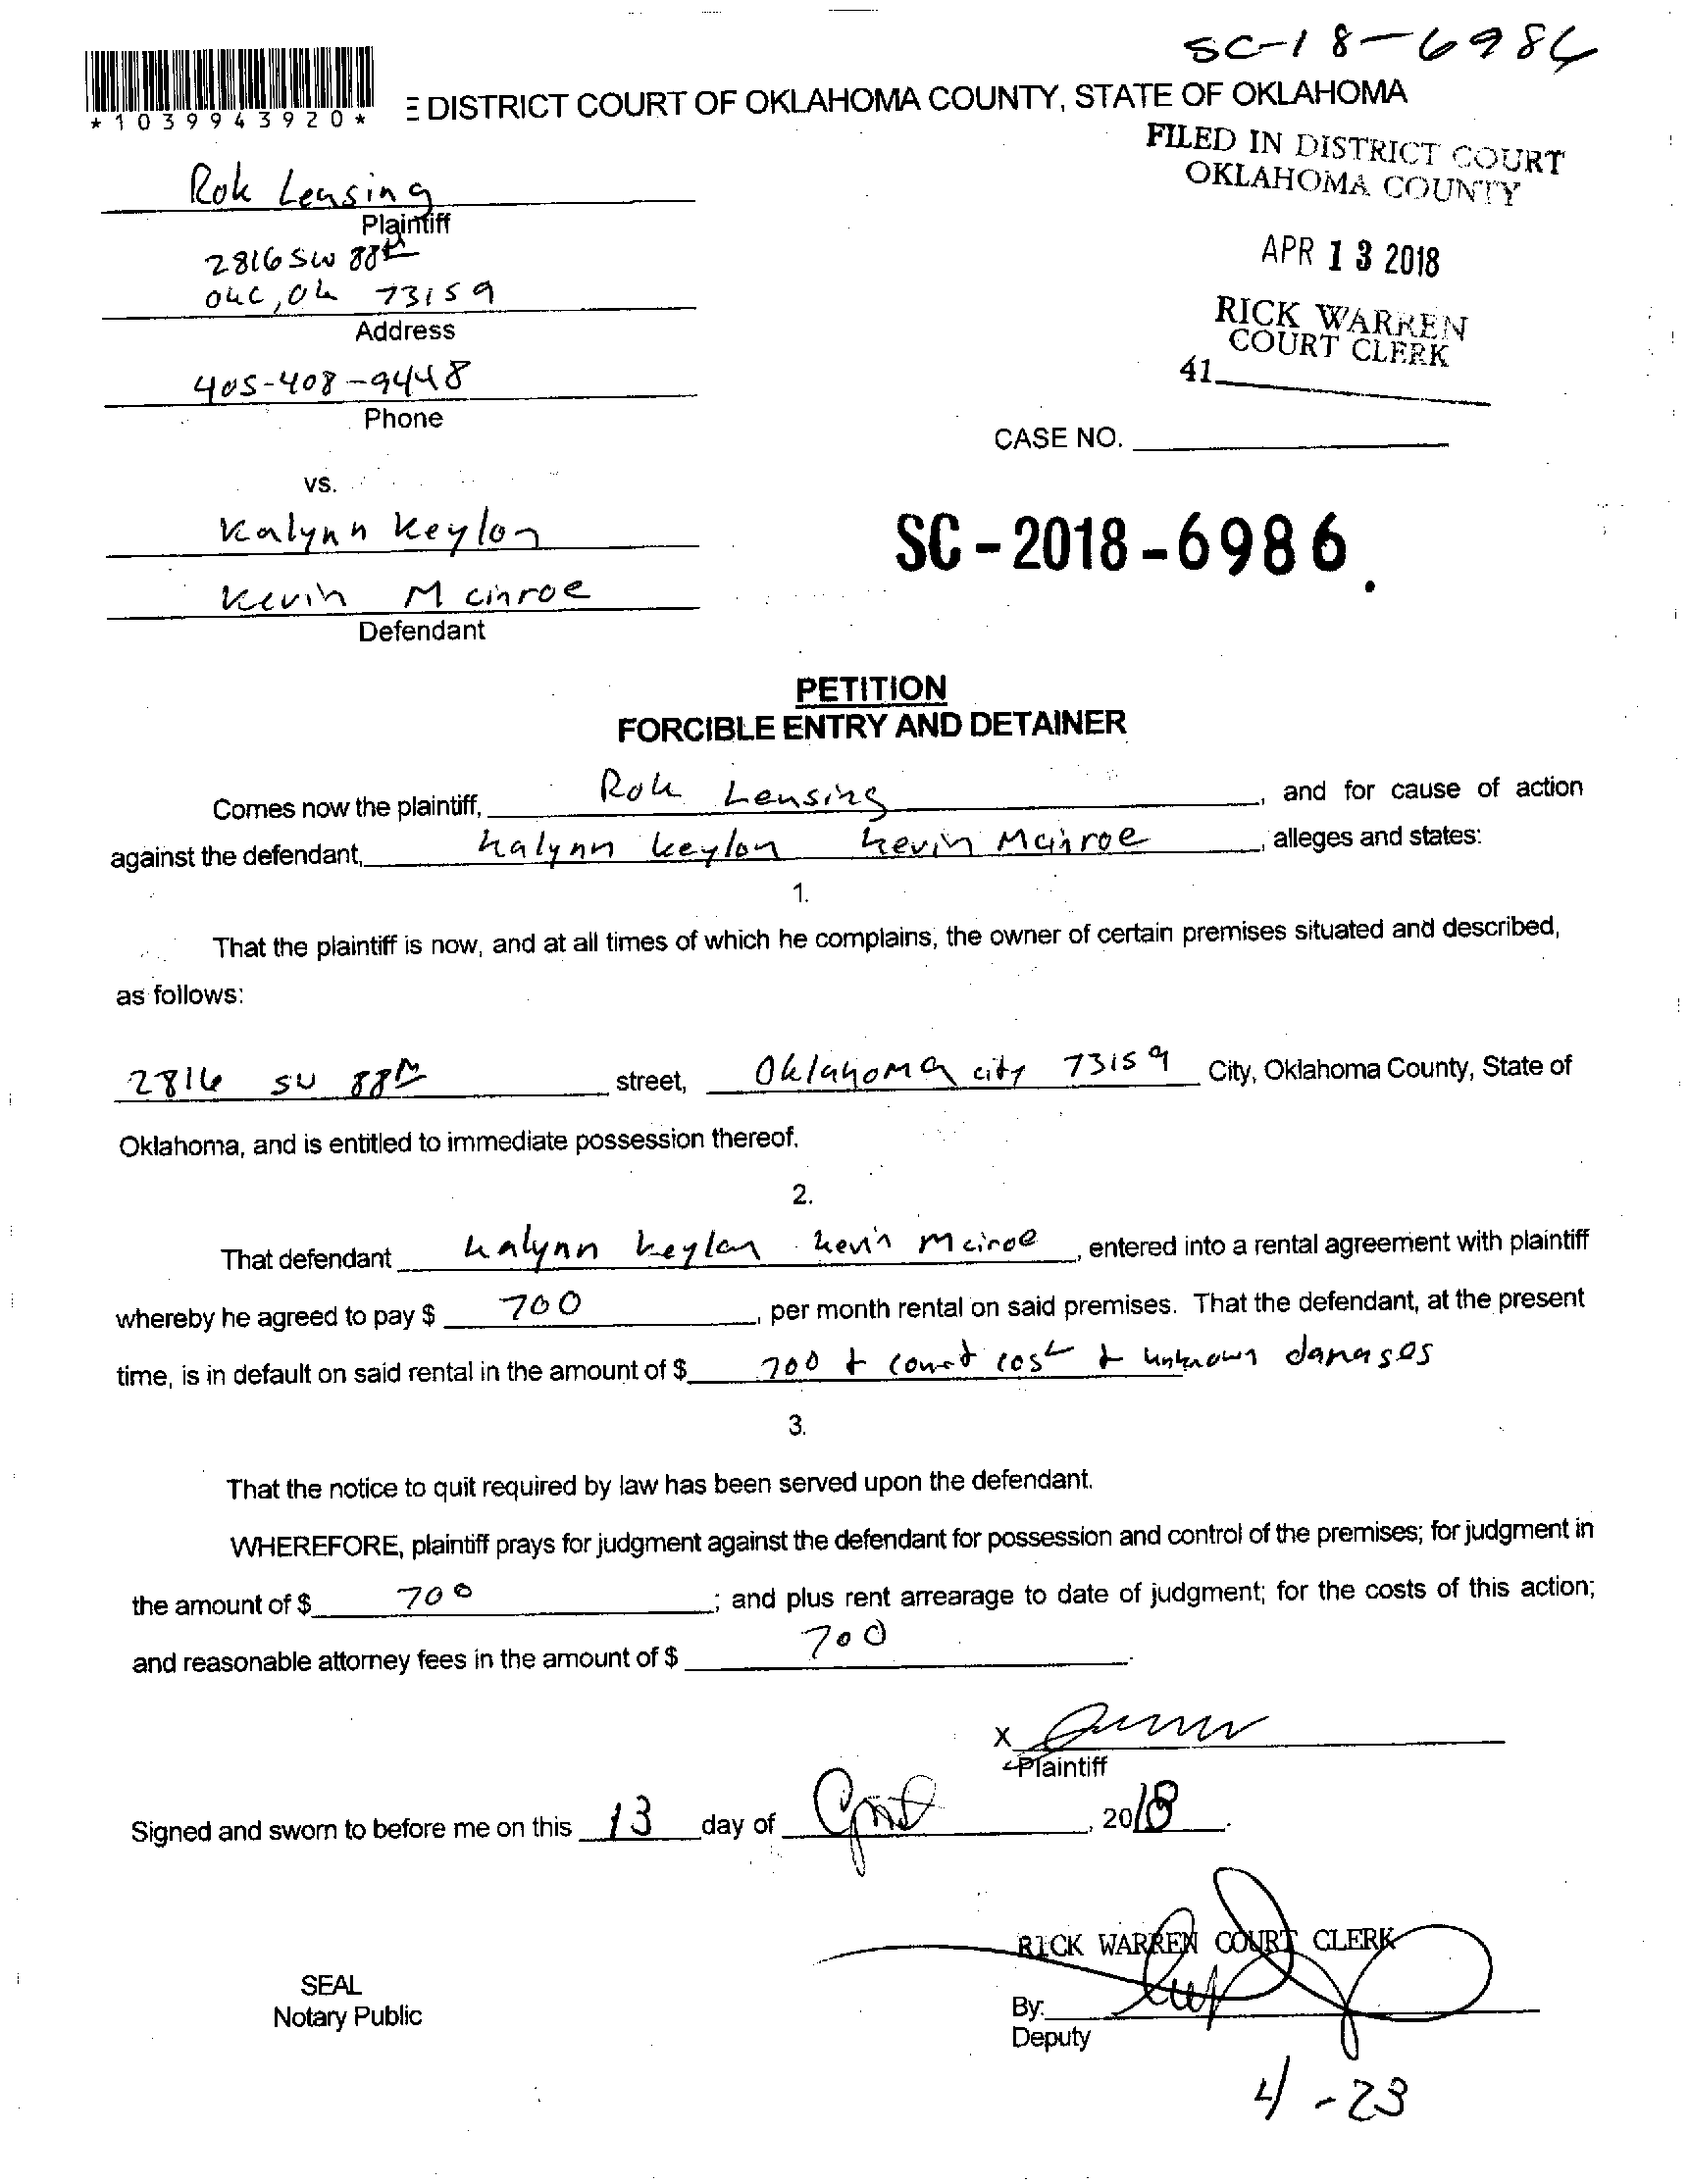 SC-18-6986
*1039943920*
E DISTRICT COURT OF OKLAHOMA COUNTY, STATE OF OKLAHOMA
FILED IN DISTRICT COURT
OKLAHOMA COUNTY
APR 13 2018
RICK WARREN
COURT CLERK
41
Rok Leasing
Plaintiff
2816 SW 88th
OKC, OK 73159
Address
405-408-9448
Phone
CASE NO.
vs.
Kalynn Keylon
SC-2018-6986.
Kevin Mcinroe
Defendant
PETITION
FORCIBLE ENTRY AND DETAINER
Comes now the plaintiff, Rok Leasing, and for cause of action
against the defendant, Kalynn Keylon Kevin Mcinroe, alleges and states:
1.
That the plaintiff is now, and at all times of which he complains, the owner of certain premises situated and described,
as follows:
2816 SW 88th street, Oklahoma city 73159 City, Oklahoma County, State of
Oklahoma, and is entitled to immediate possession thereof.
2.
That defendant Kalynn Keylon Kevin Mciroe, entered into a rental agreement with plaintiff
whereby he agreed to pay $ 700, per month rental on said premises. That the defendant, at the present
time, is in default on said rental in the amount of $ 700 + court cost + unknown damages
3.
That the notice to quit required by law has been served upon the defendant.
WHEREFORE, plaintiff prays for judgment against the defendant for possession and control of the premises; for judgment in
the amount of $ 700; and plus rent arrearage to date of judgment; for the costs of this action;
and reasonable attorney fees in the amount of $ 700.
X
Plaintiff
Signed and sworn to before me on this 13 day of April, 2018.
RICK WARREN COURT CLERK
SEAL
Notary Public
By:
Deputy
4-23